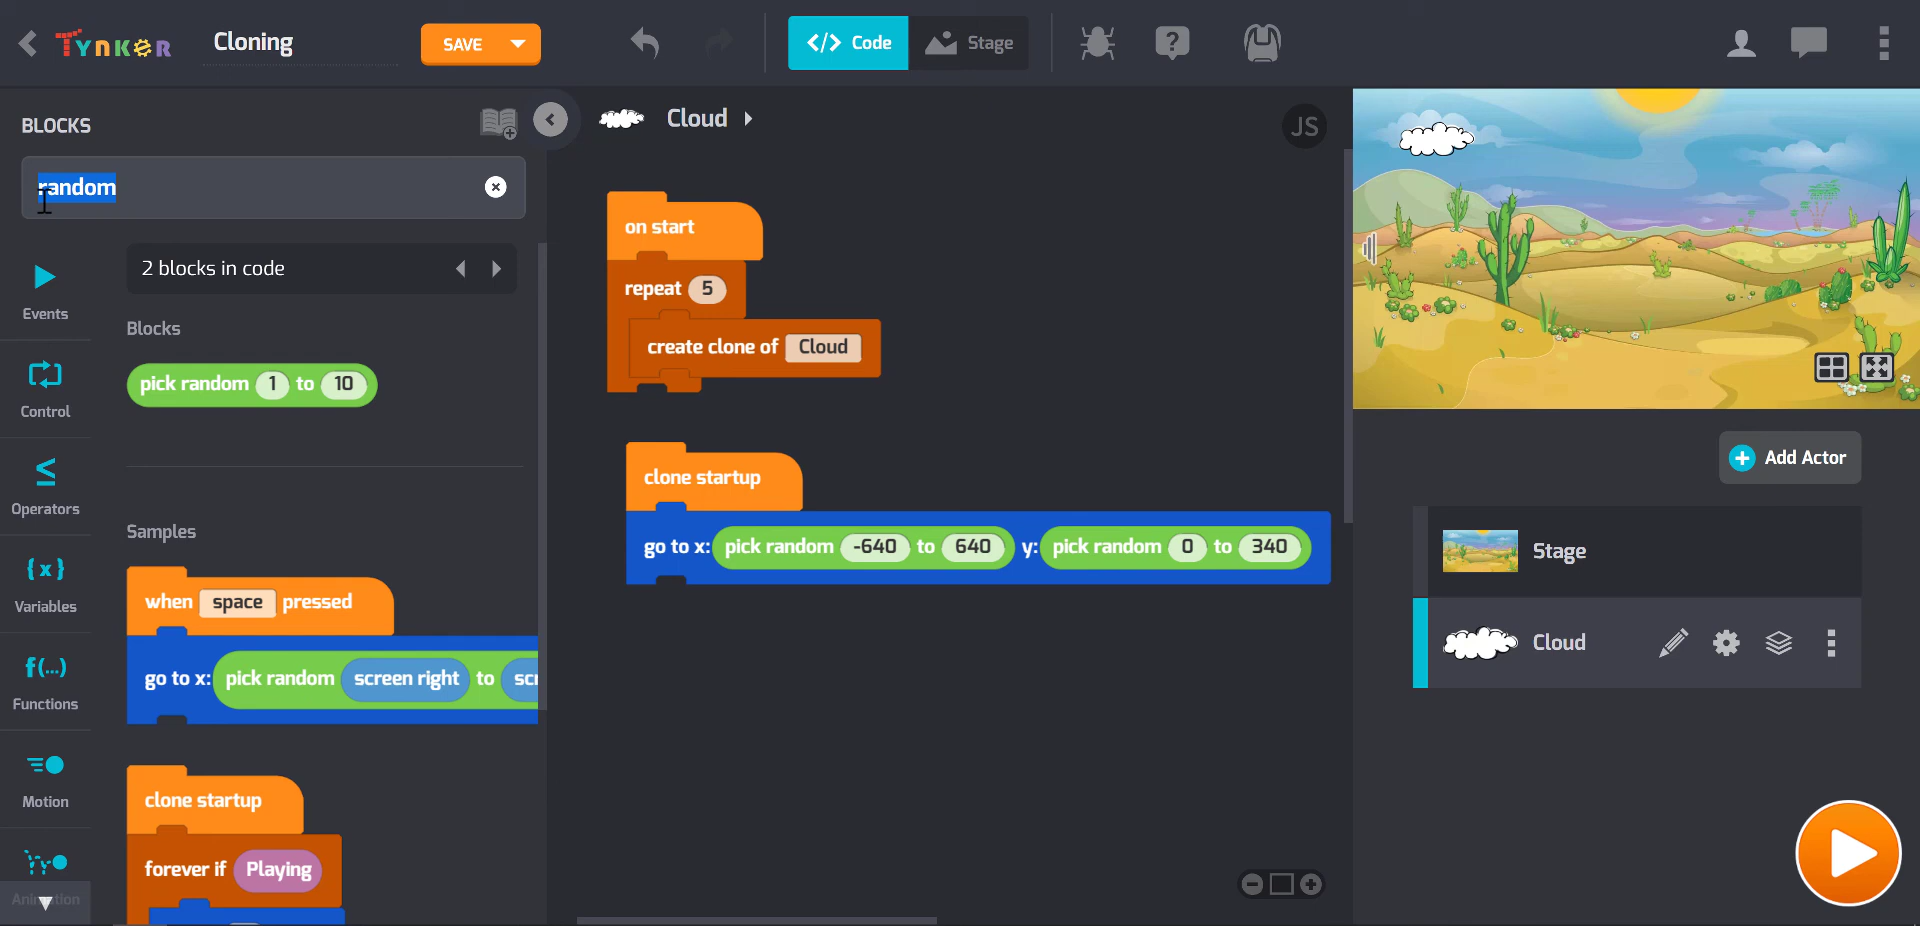 TYNKER
Cloning
SAVE
</> Code
Stage
?
BLOCKS
random
2 blocks in code
Blocks
pick random 1 to 10
Samples
when space pressed
go to x: pick random screen right to scr
clone startup
forever if Playing
Events
Control
Operators
{x}
Variables
f(...)
Functions
Motion
Animation
Cloud
JS
on start
repeat 5
create clone of Cloud
clone startup
go to x: pick random -640 to 640 y: pick random 0 to 340
Add Actor
Stage
Cloud